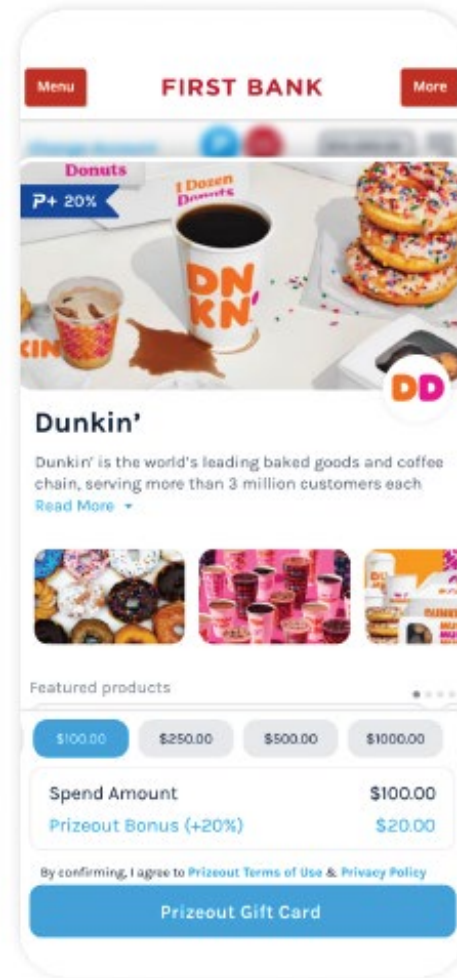 Menu
FIRST BANK
More
Donuts
1 Dozen
Donuts
P+ 20%
DN
KN'
KIN
DD
Dunkin’
Dunkin’ is the world’s leading baked goods and coffee
chain, serving more than 3 million customers each
Read More
Featured products
$100.00
$250.00
$500.00
$1000.00
Spend Amount
$100.00
Prizeout Bonus (+20%)
$20.00
By confirming, I agree to Prizeout Terms of Use & Privacy Policy
Prizeout Gift Card